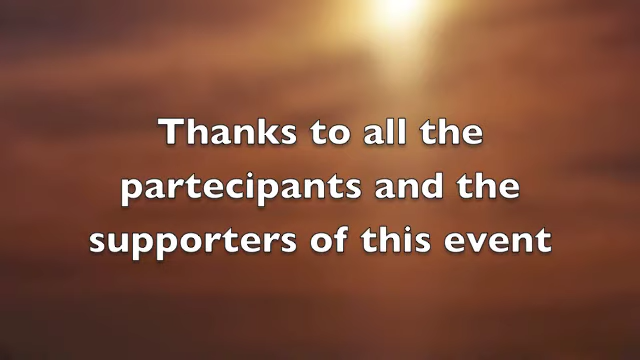 Thanks to all the
partecipants and the
supporters of this event